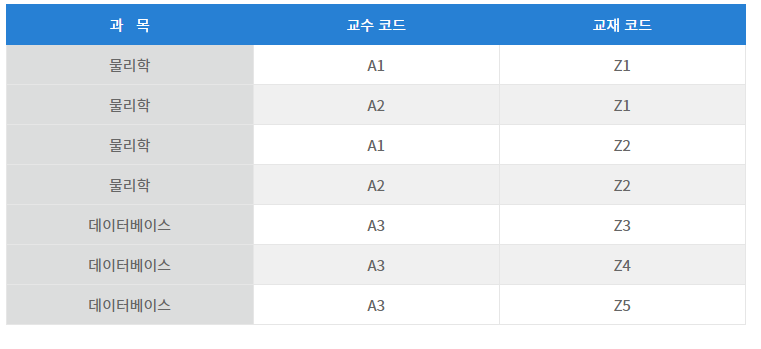 과 목 교수 코드 교재 코드
물리학 A1 Z1
물리학 A2 Z1
물리학 A1 Z2
물리학 A2 Z2
데이터베이스 A3 Z3
데이터베이스 A3 Z4
데이터베이스 A3 Z5